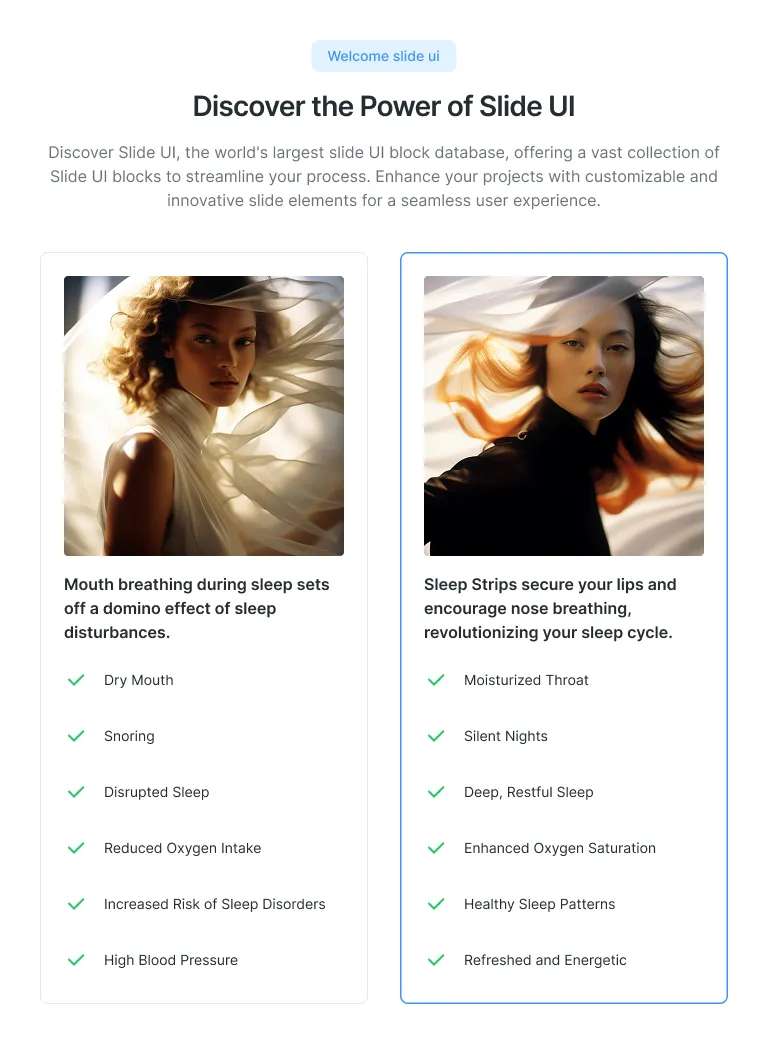 Welcome slide ui
Discover the Power of Slide UI
Discover Slide UI, the world's largest slide UI block database, offering a vast collection of
Slide UI blocks to streamline your process. Enhance your projects with customizable and
innovative slide elements for a seamless user experience.
Mouth breathing during sleep sets
off a domino effect of sleep
disturbances.
Dry Mouth
Snoring
Disrupted Sleep
Reduced Oxygen Intake
Increased Risk of Sleep Disorders
High Blood Pressure
Sleep Strips secure your lips and
encourage nose breathing,
revolutionizing your sleep cycle.
Moisturized Throat
Silent Nights
Deep, Restful Sleep
Enhanced Oxygen Saturation
Healthy Sleep Patterns
Refreshed and Energetic